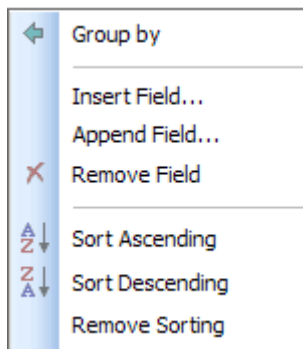 Group by
Insert Field...
Append Field...
Remove Field
A
Z
Sort Ascending
Z
A
Sort Descending
Remove Sorting